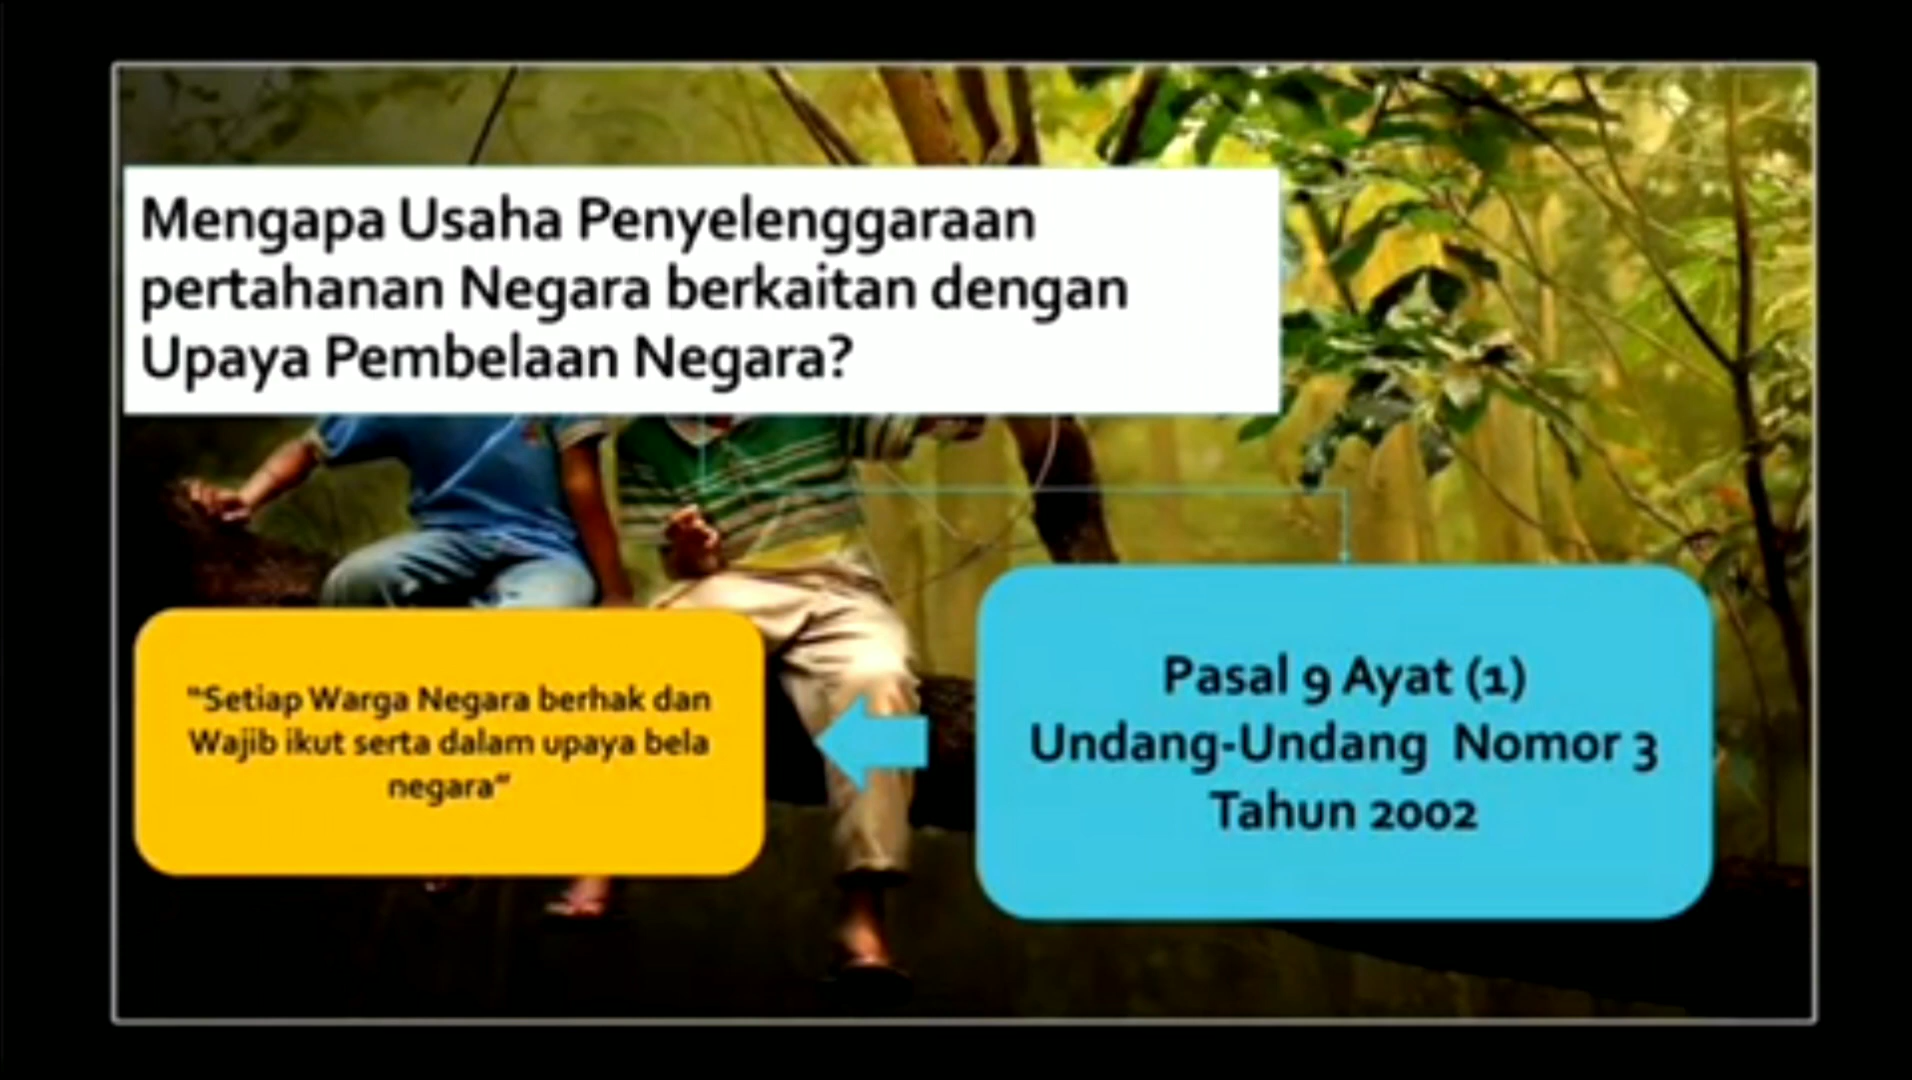 Mengapa Usaha Penyelenggaraan
pertahanan Negara berkaitan dengan
Upaya Pembelaan Negara?
"Setiap Warga Negara berhak dan
Wajib ikut serta dalam upaya bela
negara"
Pasal 9 Ayat (1)
Undang-Undang Nomor 3
Tahun 2002